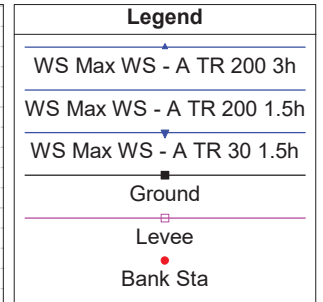 Legend
WS Max WS - A TR 200 3h
WS Max WS - A TR 200 1.5h
WS Max WS - A TR 30 1.5h
Ground
Levee
Bank Sta